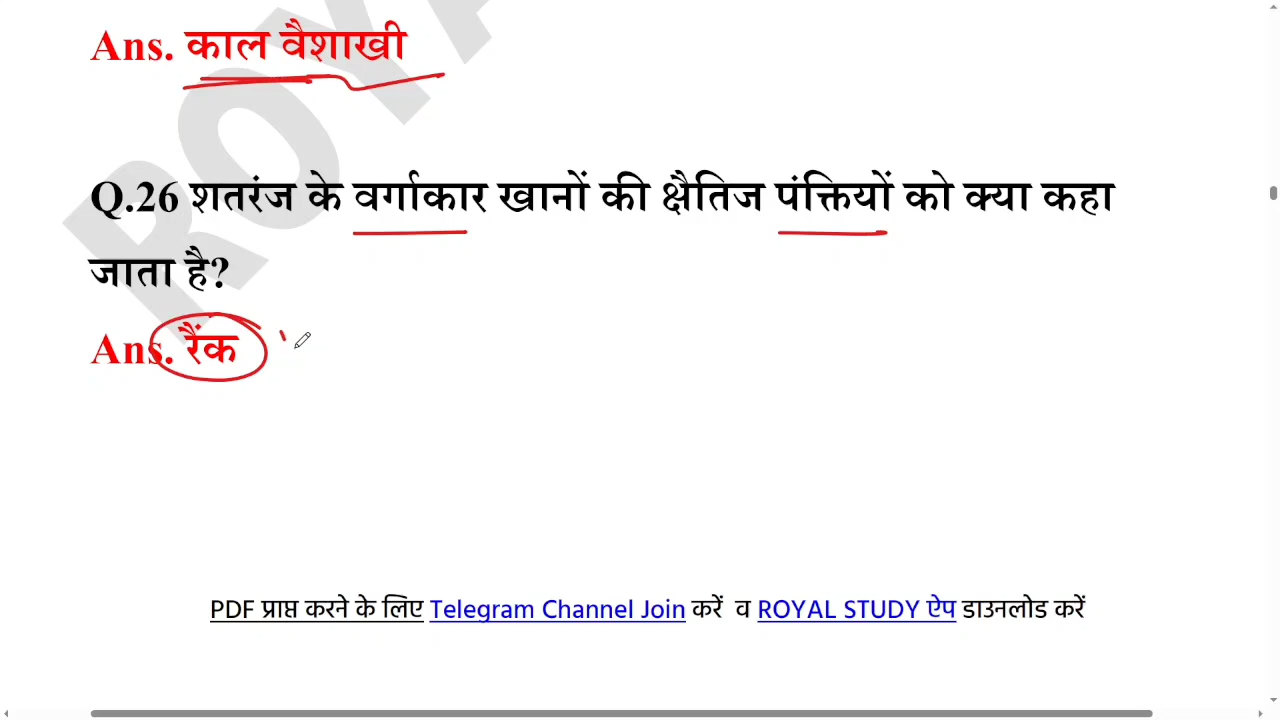 Ans. काल वैशाखी
Q.26 शतरंज के वर्गाकार खानों की क्षैतिज पंक्तियों को क्या कहा
जाता है?
Ans. रैंक
PDF प्राप्त करने के लिए Telegram Channel Join करें व ROYAL STUDY ऐप डाउनलोड करें